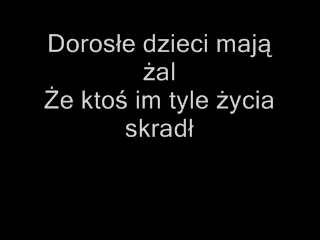 Dorosłe dzieci mają
żal
Że ktoś im tyle życia
skradł